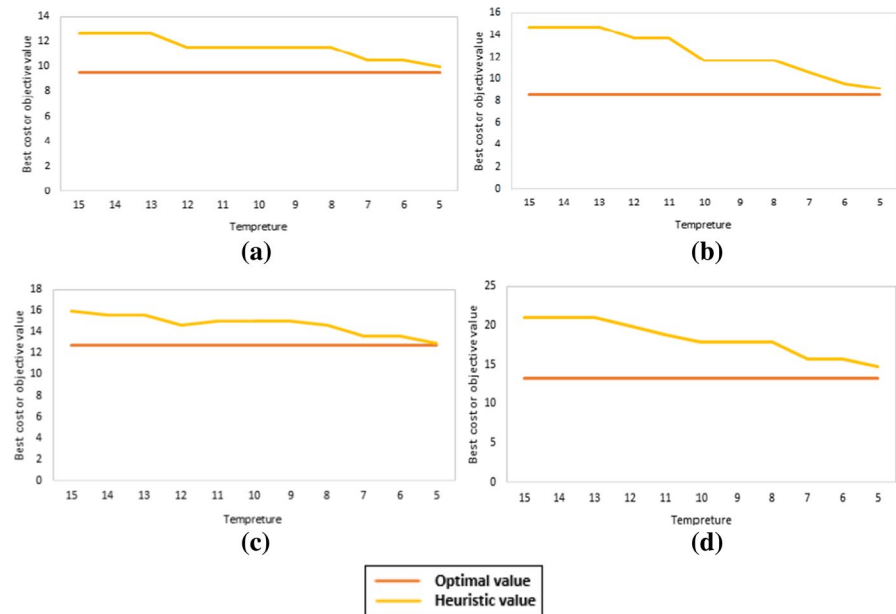 14
12
10
8
6
4
2
0
Best cost or objective value
15 14 13 12 11 10 9 8 7 6 5
Tempreture
(a)
16
14
12
10
8
6
4
2
0
Best cost or objective value
15 14 13 12 11 10 9 8 7 6 5
Tempreture
(b)
18
16
14
12
10
8
6
4
2
0
Best cost or objective value
15 14 13 12 11 10 9 8 7 6 5
Tempreture
(c)
25
20
15
10
5
0
Best cost or objective value
15 14 13 12 11 10 9 8 7 6 5
Tempreture
(d)
Optimal value
Heuristic value